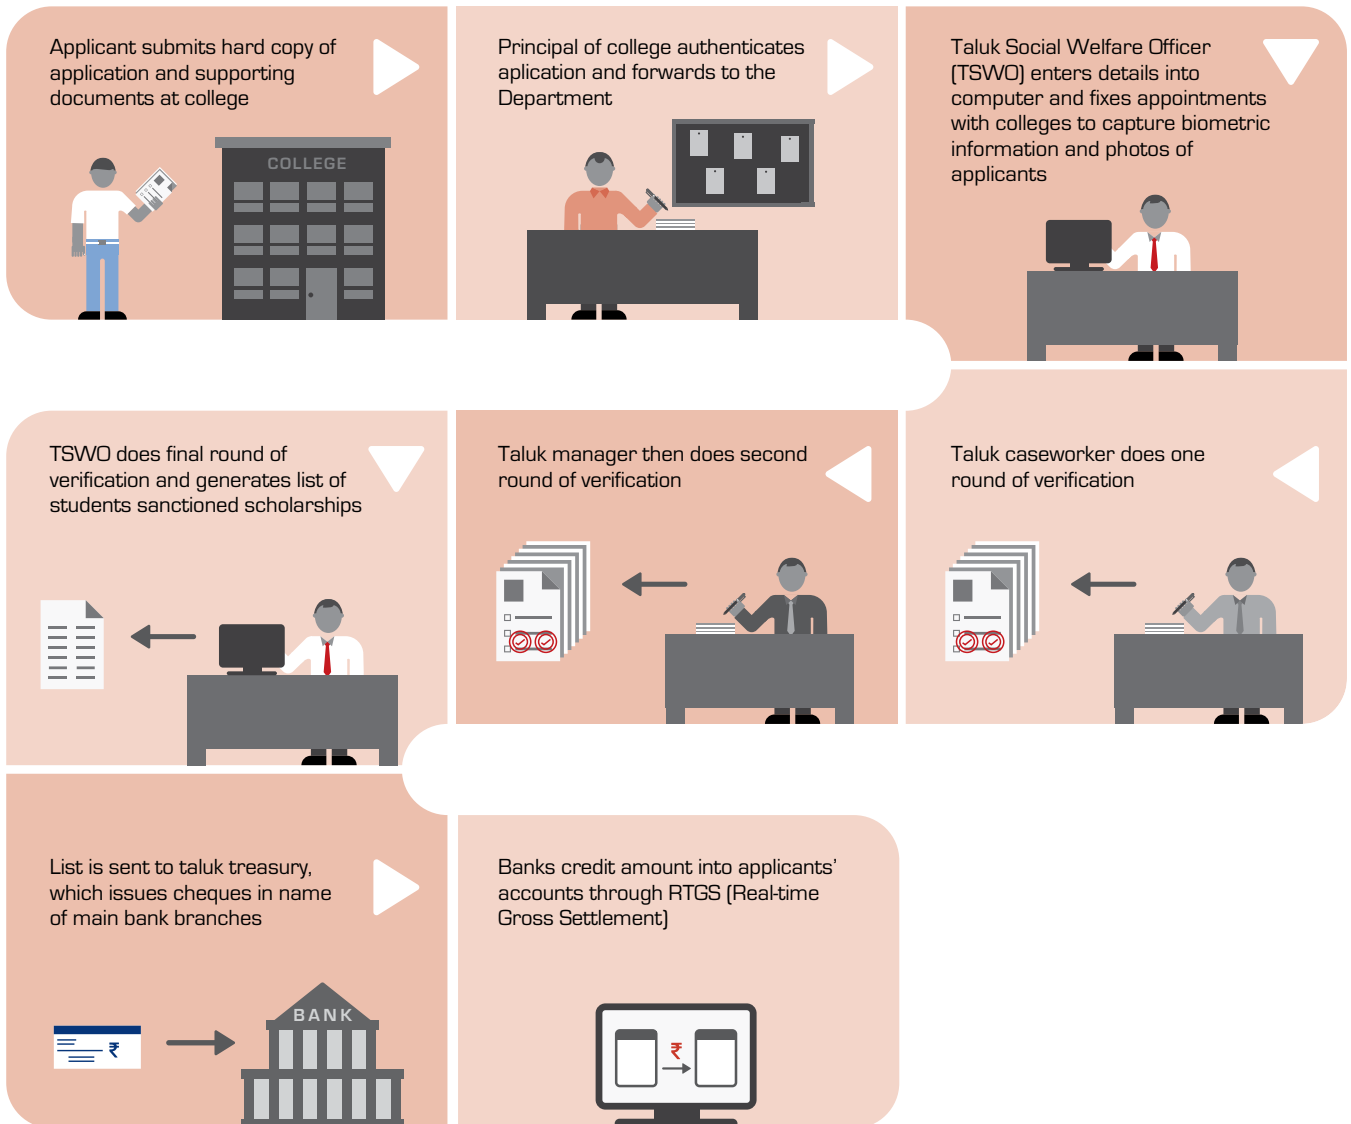 Applicant submits hard copy of
application and supporting
documents at college
COLLEGE
Principal of college authenticates
aplication and forwards to the
Department
Taluk Social Welfare Officer
(TSWO) enters details into
computer and fixes appointments
with colleges to capture biometric
information and photos of
applicants
Taluk caseworker does one
round of verification
Taluk manager then does second
round of verification
TSWO does final round of
verification and generates list of
students sanctioned scholarships
List is sent to taluk treasury,
which issues cheques in name
of main bank branches
₹
BANK
Banks credit amount into applicants’
accounts through RTGS (Real-time
Gross Settlement)
₹